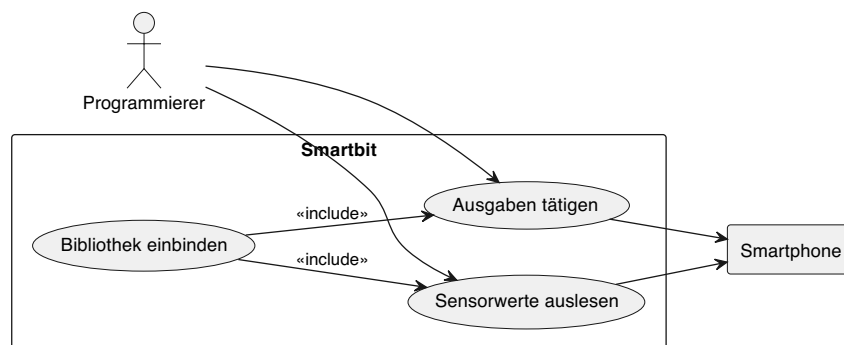 Programmierer
Smartbit
Ausgaben tätigen
«include»
Bibliothek einbinden
Smartphone
«include»
Sensorwerte auslesen